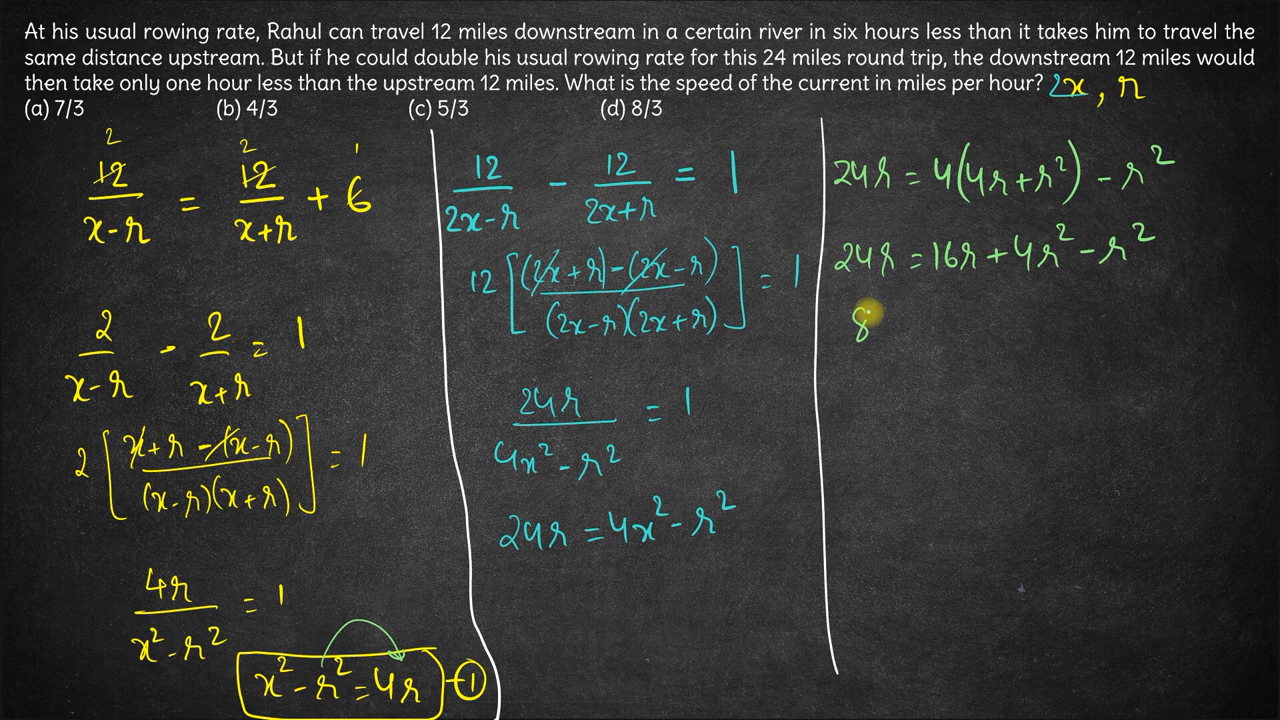 At his usual rowing rate, Rahul can travel 12 miles downstream in a certain river in six hours less than it takes him to travel the
same distance upstream. But if he could double his usual rowing rate for this 24 miles round trip, the downstream 12 miles would
then take only one hour less than the upstream 12 miles. What is the speed of the current in miles per hour? 2x, r
(a) 7/3 (b) 4/3 (c) 5/3 (d) 8/3
2 2 1
12/(x-r) = 12/(x+r) + 6
2/(x-r) - 2/(x+r) = 1
2[(x+r-(x-r))/((x-r)(x+r))] = 1
4r/(x²-r²) = 1
x²-r²=4r -①
12/(2x-r) - 12/(2x+r) = 1
12[((2x+r)-(2x-r))/((2x-r)(2x+r))] = 1
24r/(4x²-r²) = 1
24r=4x²-r²
24r=4(4r+r²)-r²
24r=16r+4r²-r²
8